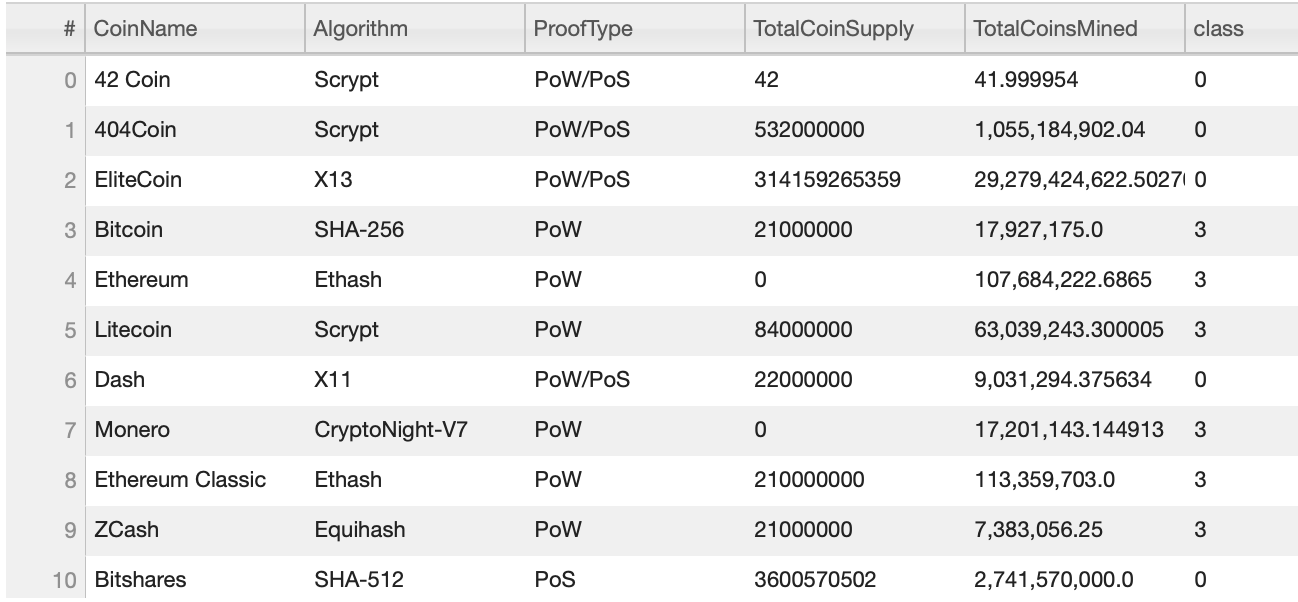 # CoinName Algorithm ProofType TotalCoinSupply TotalCoinsMined class
0 42 Coin Scrypt PoW/PoS 42 41.999954 0
1 404Coin Scrypt PoW/PoS 532000000 1,055,184,902.04 0
2 EliteCoin X13 PoW/PoS 314159265359 29,279,424,622.5027 0
3 Bitcoin SHA-256 PoW 21000000 17,927,175.0 3
4 Ethereum Ethash PoW 0 107,684,222.6865 3
5 Litecoin Scrypt PoW 84000000 63,039,243.300005 3
6 Dash X11 PoW/PoS 22000000 9,031,294.375634 0
7 Monero CryptoNight-V7 PoW 0 17,201,143.144913 3
8 Ethereum Classic Ethash PoW 210000000 113,359,703.0 3
9 ZCash Equihash PoW 21000000 7,383,056.25 3
10 Bitshares SHA-512 PoS 3600570502 2,741,570,000.0 0